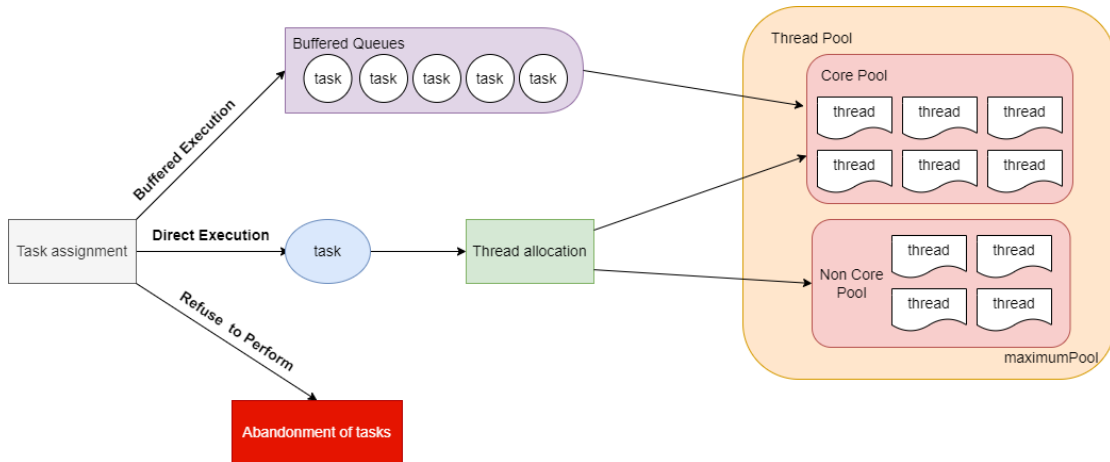 Buffered Queues
task
task
task
task
task
Thread Pool
Core Pool
thread
thread
thread
thread
thread
thread
Buffered Execution
Task assignment
Direct Execution
task
Thread allocation
Non Core
Pool
thread
thread
thread
thread
maximumPool
Refuse to Perform
Abandonment of tasks